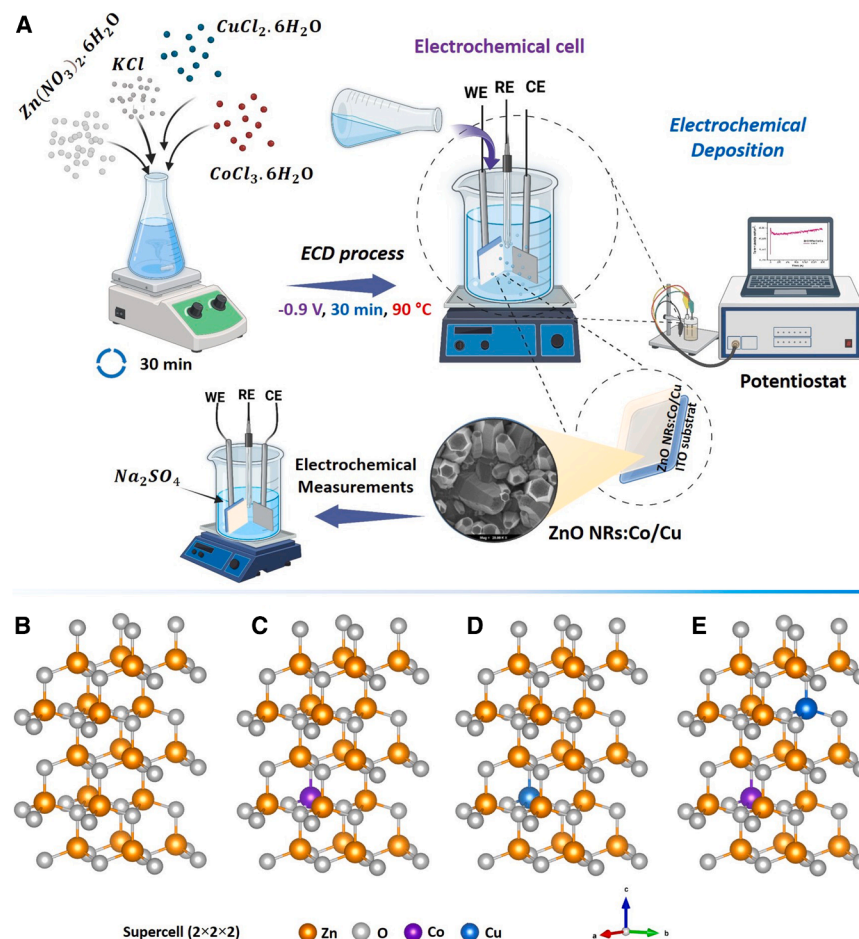 A
Zn(NO₃)₂·6H₂O
KCl
CuCl₂.6H₂O
CoCl₃.6H₂O
30 min
ECD process
-0.9 V, 30 min, 90 °C
Electrochemical cell
WE RE CE
Electrochemical
Deposition
Potentiostat
ZnO NRs:Co/Cu
ITO substrat
ZnO NRs:Co/Cu
Electrochemical
Measurements
WE RE CE
Na₂SO₄
B C D E
Supercell (2×2×2) Zn O Co Cu
c
a b